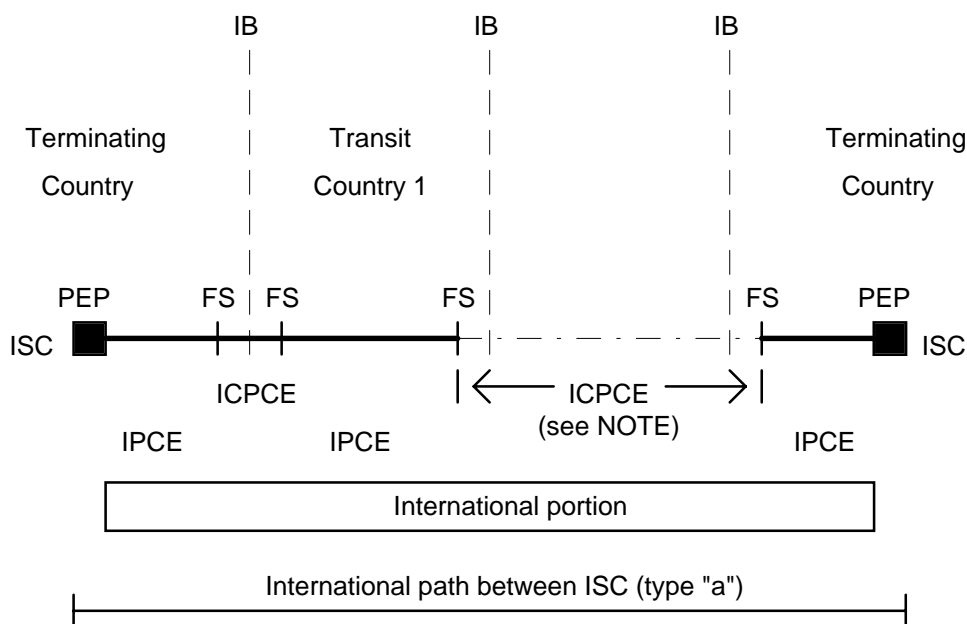 IB IB IB
Terminating Transit Terminating
Country Country 1 Country
PEP FS FS FS FS PEP
ISC ISC
ICPCE ICPCE
(see NOTE)
IPCE IPCE IPCE
International portion
International path between ISC (type "a")